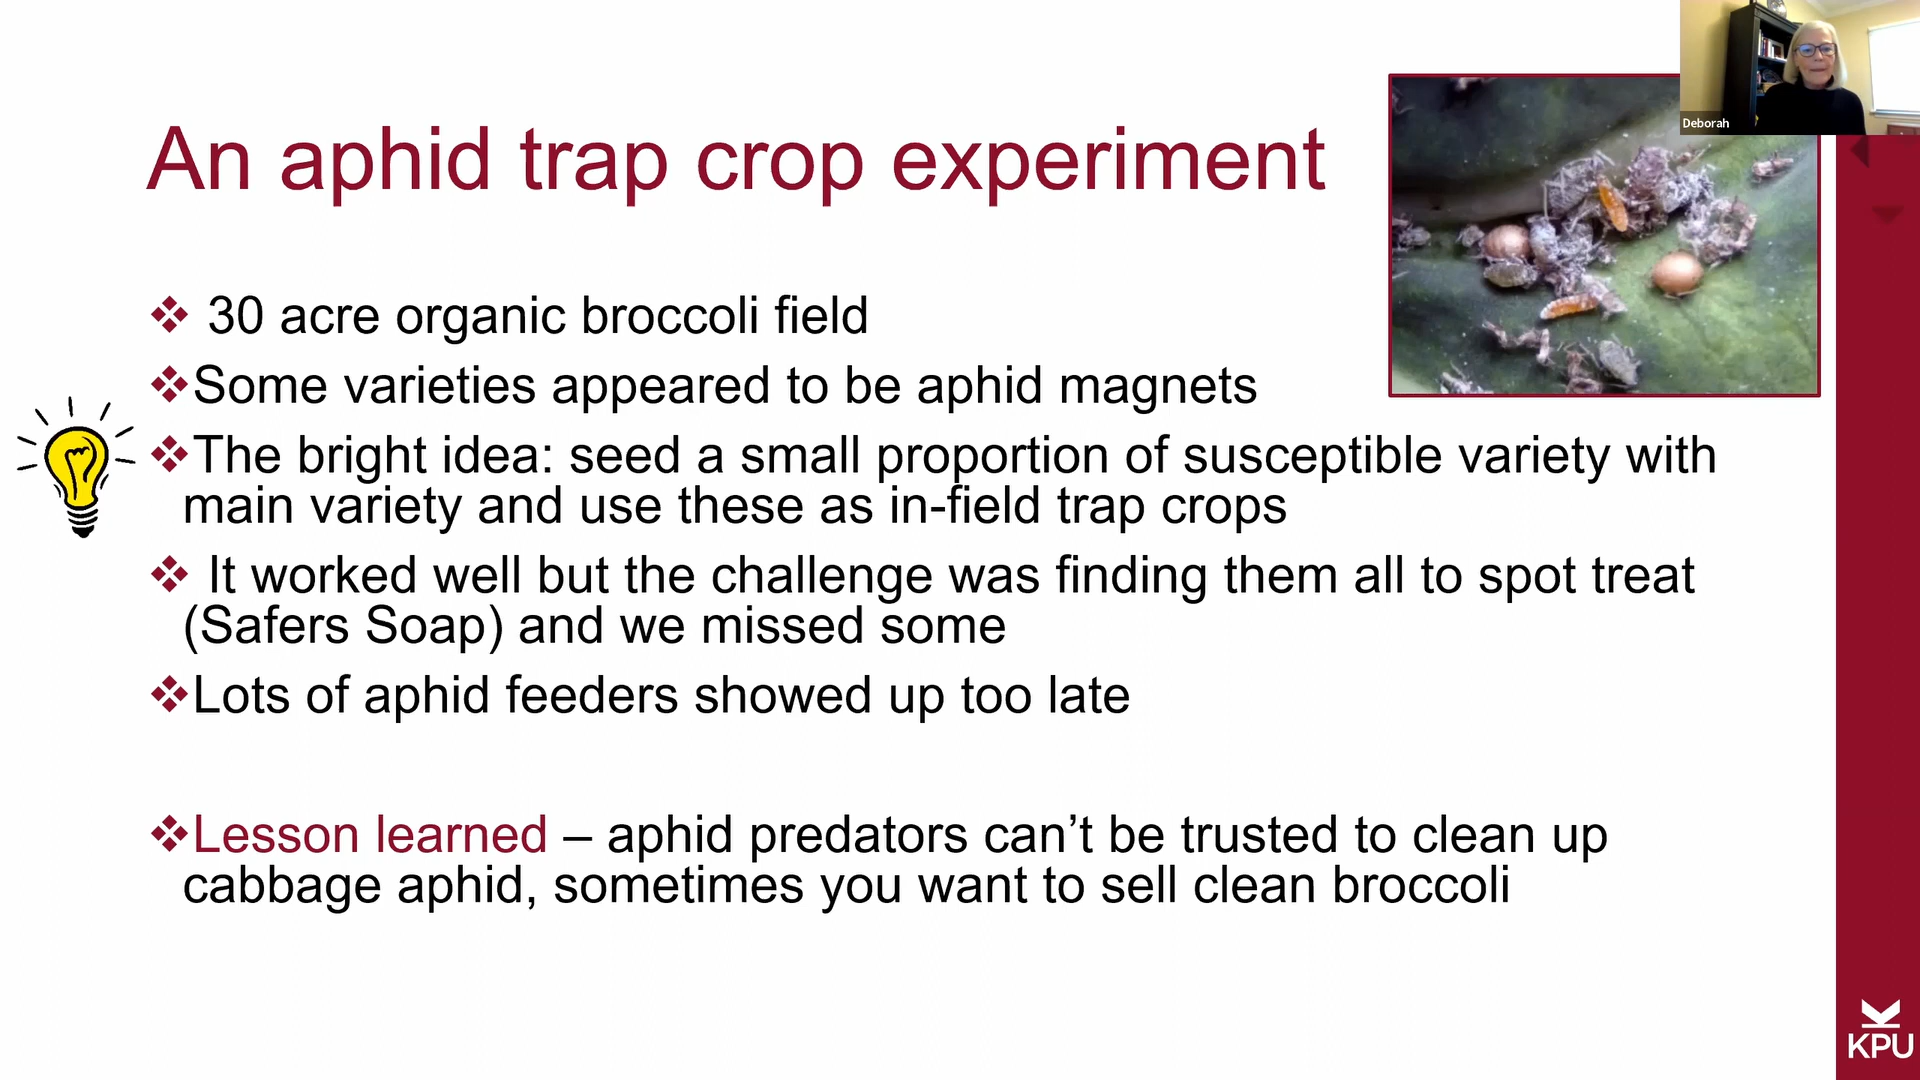 Deborah
An aphid trap crop experiment
❖ 30 acre organic broccoli field
❖Some varieties appeared to be aphid magnets
❖The bright idea: seed a small proportion of susceptible variety with
main variety and use these as in-field trap crops
❖ It worked well but the challenge was finding them all to spot treat
(Safers Soap) and we missed some
❖Lots of aphid feeders showed up too late
❖Lesson learned – aphid predators can’t be trusted to clean up
cabbage aphid, sometimes you want to sell clean broccoli
KPU